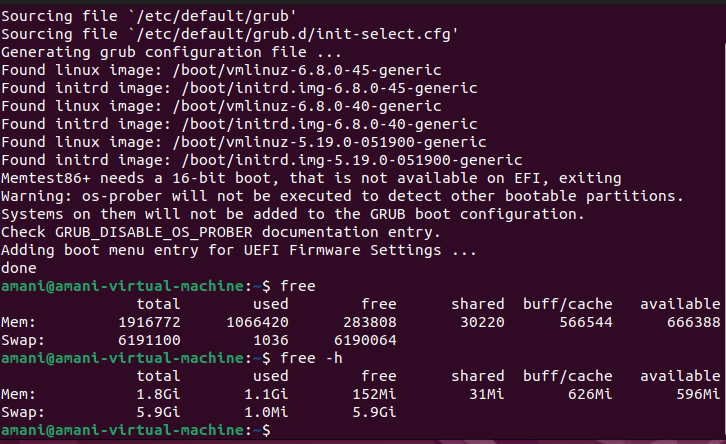 Sourcing file `/etc/default/grub'
Sourcing file `/etc/default/grub.d/init-select.cfg'
Generating grub configuration file ...
Found linux image: /boot/vmlinuz-6.8.0-45-generic
Found initrd image: /boot/initrd.img-6.8.0-45-generic
Found linux image: /boot/vmlinuz-6.8.0-40-generic
Found initrd image: /boot/initrd.img-6.8.0-40-generic
Found linux image: /boot/vmlinuz-5.19.0-051900-generic
Found initrd image: /boot/initrd.img-5.19.0-051900-generic
Memtest86+ needs a 16-bit boot, that is not available on EFI, exiting
Warning: os-prober will not be executed to detect other bootable partitions.
Systems on them will not be added to the GRUB boot configuration.
Check GRUB_DISABLE_OS_PROBER documentation entry.
Adding boot menu entry for UEFI Firmware Settings ...
done
amani@amani-virtual-machine:~$ free
               total        used        free      shared  buff/cache   available
Mem:         1916772     1066420      283808       30220      566544      666388
Swap:        6191100        1036     6190064
amani@amani-virtual-machine:~$ free -h
               total        used        free      shared  buff/cache   available
Mem:           1.8Gi       1.1Gi       152Mi        31Mi       626Mi       596Mi
Swap:          5.9Gi       1.0Mi       5.9Gi
amani@amani-virtual-machine:~$